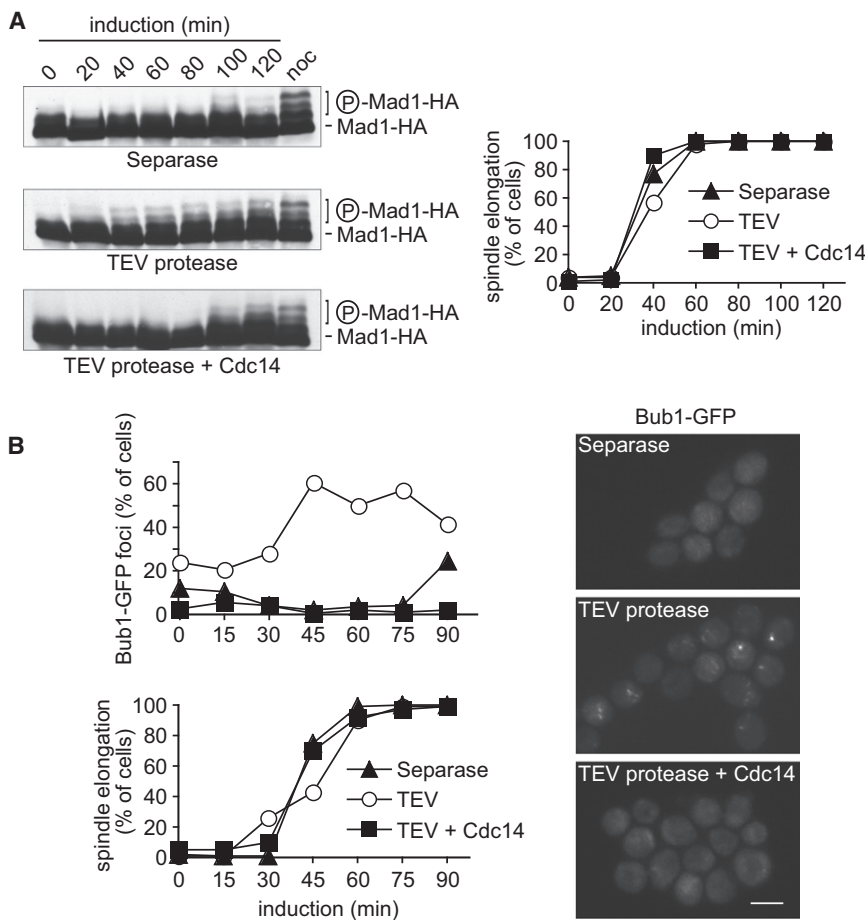 A
induction (min)
0 20 40 60 80 100 120 noc
Ⓟ-Mad1-HA
Mad1-HA
Separase
Ⓟ-Mad1-HA
Mad1-HA
TEV protease
Ⓟ-Mad1-HA
Mad1-HA
TEV protease + Cdc14
spindle elongation
(% of cells)
100
80
60
40
20
0
Separase
TEV
TEV + Cdc14
0 20 40 60 80 100 120
induction (min)
B
Bub1-GFP foci (% of cells)
60
40
20
0
0 15 30 45 60 75 90
spindle elongation
(% of cells)
100
80
60
40
20
0
Separase
TEV
TEV + Cdc14
0 15 30 45 60 75 90
induction (min)
Bub1-GFP
Separase
TEV protease
TEV protease + Cdc14